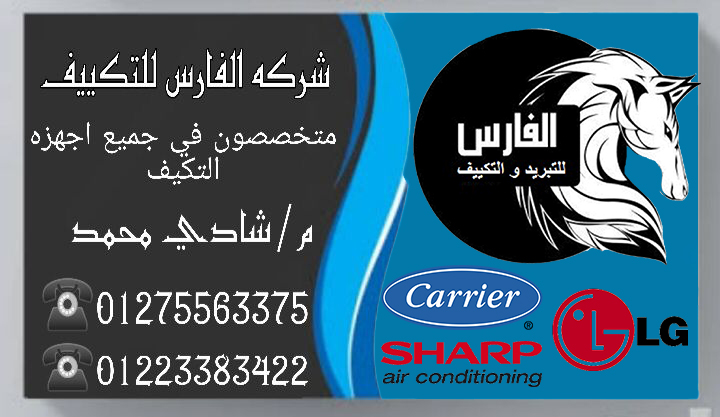 شركه الفارس للتكييف
متخصصون في جميع اجهزه
التكيف
م/شادي محمد
01275563375
01223383422
الفارس
للتبريد و التكييف
Carrier
®
SHARP
air conditioning
LG